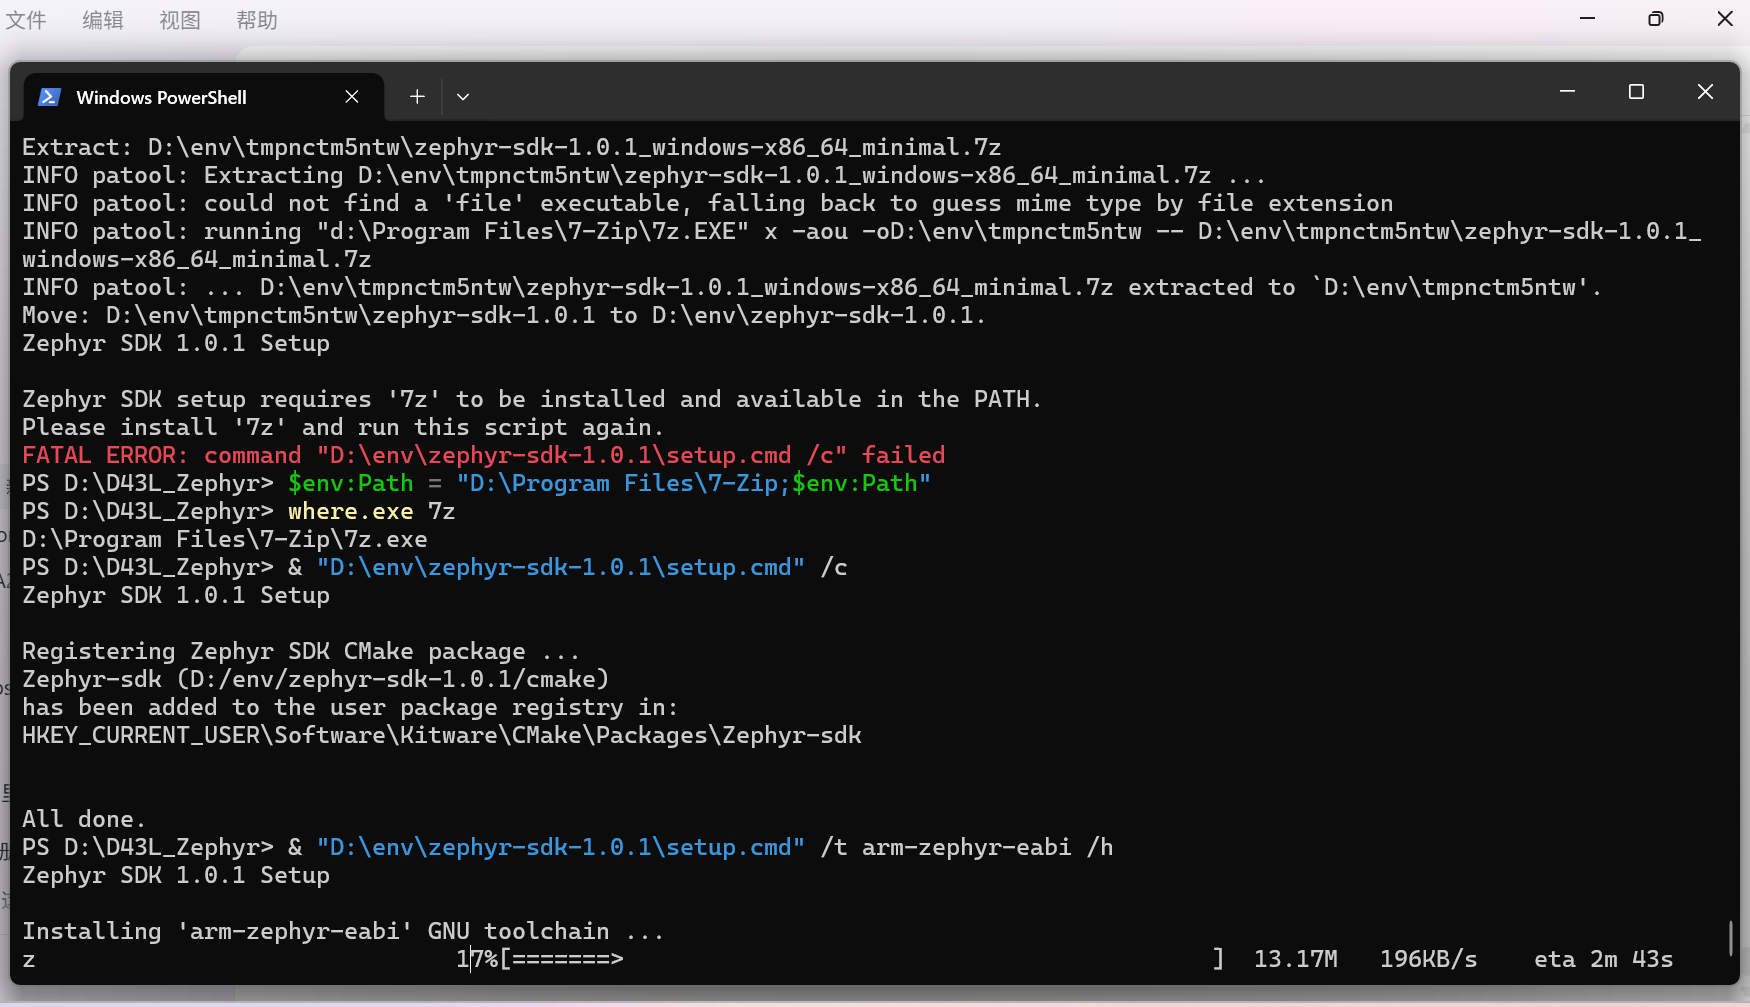 文件 编辑 视图 帮助
Windows PowerShell
Extract: D:\env\tmpnctm5ntw\zephyr-sdk-1.0.1_windows-x86_64_minimal.7z
INFO patool: Extracting D:\env\tmpnctm5ntw\zephyr-sdk-1.0.1_windows-x86_64_minimal.7z ...
INFO patool: could not find a 'file' executable, falling back to guess mime type by file extension
INFO patool: running "d:\Program Files\7-Zip\7z.EXE" x -aou -oD:\env\tmpnctm5ntw -- D:\env\tmpnctm5ntw\zephyr-sdk-1.0.1_
windows-x86_64_minimal.7z
INFO patool: ... D:\env\tmpnctm5ntw\zephyr-sdk-1.0.1_windows-x86_64_minimal.7z extracted to `D:\env\tmpnctm5ntw'.
Move: D:\env\tmpnctm5ntw\zephyr-sdk-1.0.1 to D:\env\zephyr-sdk-1.0.1.
Zephyr SDK 1.0.1 Setup
Zephyr SDK setup requires '7z' to be installed and available in the PATH.
Please install '7z' and run this script again.
FATAL ERROR: command "D:\env\zephyr-sdk-1.0.1\setup.cmd /c" failed
PS D:\D43L_Zephyr> $env:Path = "D:\Program Files\7-Zip;$env:Path"
PS D:\D43L_Zephyr> where.exe 7z
D:\Program Files\7-Zip\7z.exe
PS D:\D43L_Zephyr> & "D:\env\zephyr-sdk-1.0.1\setup.cmd" /c
Zephyr SDK 1.0.1 Setup
Registering Zephyr SDK CMake package ...
Zephyr-sdk (D:/env/zephyr-sdk-1.0.1/cmake)
has been added to the user package registry in:
HKEY_CURRENT_USER\Software\Kitware\CMake\Packages\Zephyr-sdk
All done.
PS D:\D43L_Zephyr> & "D:\env\zephyr-sdk-1.0.1\setup.cmd" /t arm-zephyr-eabi /h
Zephyr SDK 1.0.1 Setup
Installing 'arm-zephyr-eabi' GNU toolchain ...
z 17%[=======> ] 13.17M 196KB/s eta 2m 43s